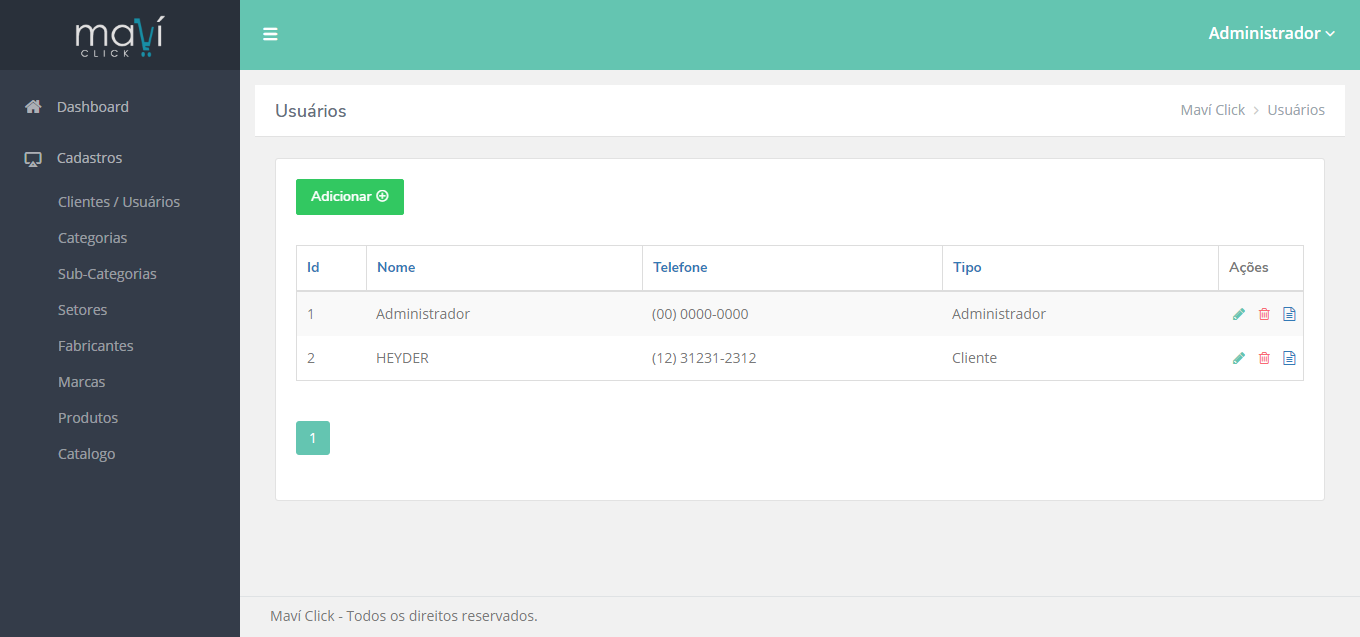 maví
CLICK
Administrador
Dashboard
Cadastros
Clientes / Usuários
Categorias
Sub-Categorias
Setores
Fabricantes
Marcas
Produtos
Catalogo
Usuários
Maví Click > Usuários
Adicionar
Id Nome Telefone Tipo Ações
1 Administrador (00) 0000-0000 Administrador
2 HEYDER (12) 31231-2312 Cliente
1
Maví Click - Todos os direitos reservados.